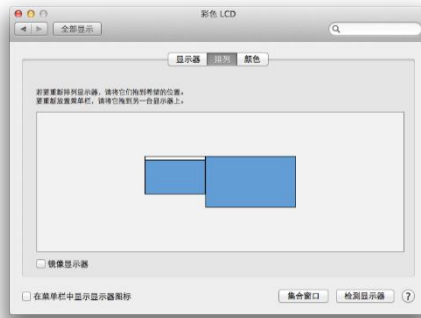 彩色 LCD
全部显示
显示器 排列 颜色
若要重新排列显示器，请将它们拖到希望的位置。
要重新放置菜单栏，请将它拖到另一台显示器上。
镜像显示器
在菜单栏中显示显示器图标
集合窗口 检测显示器 ?